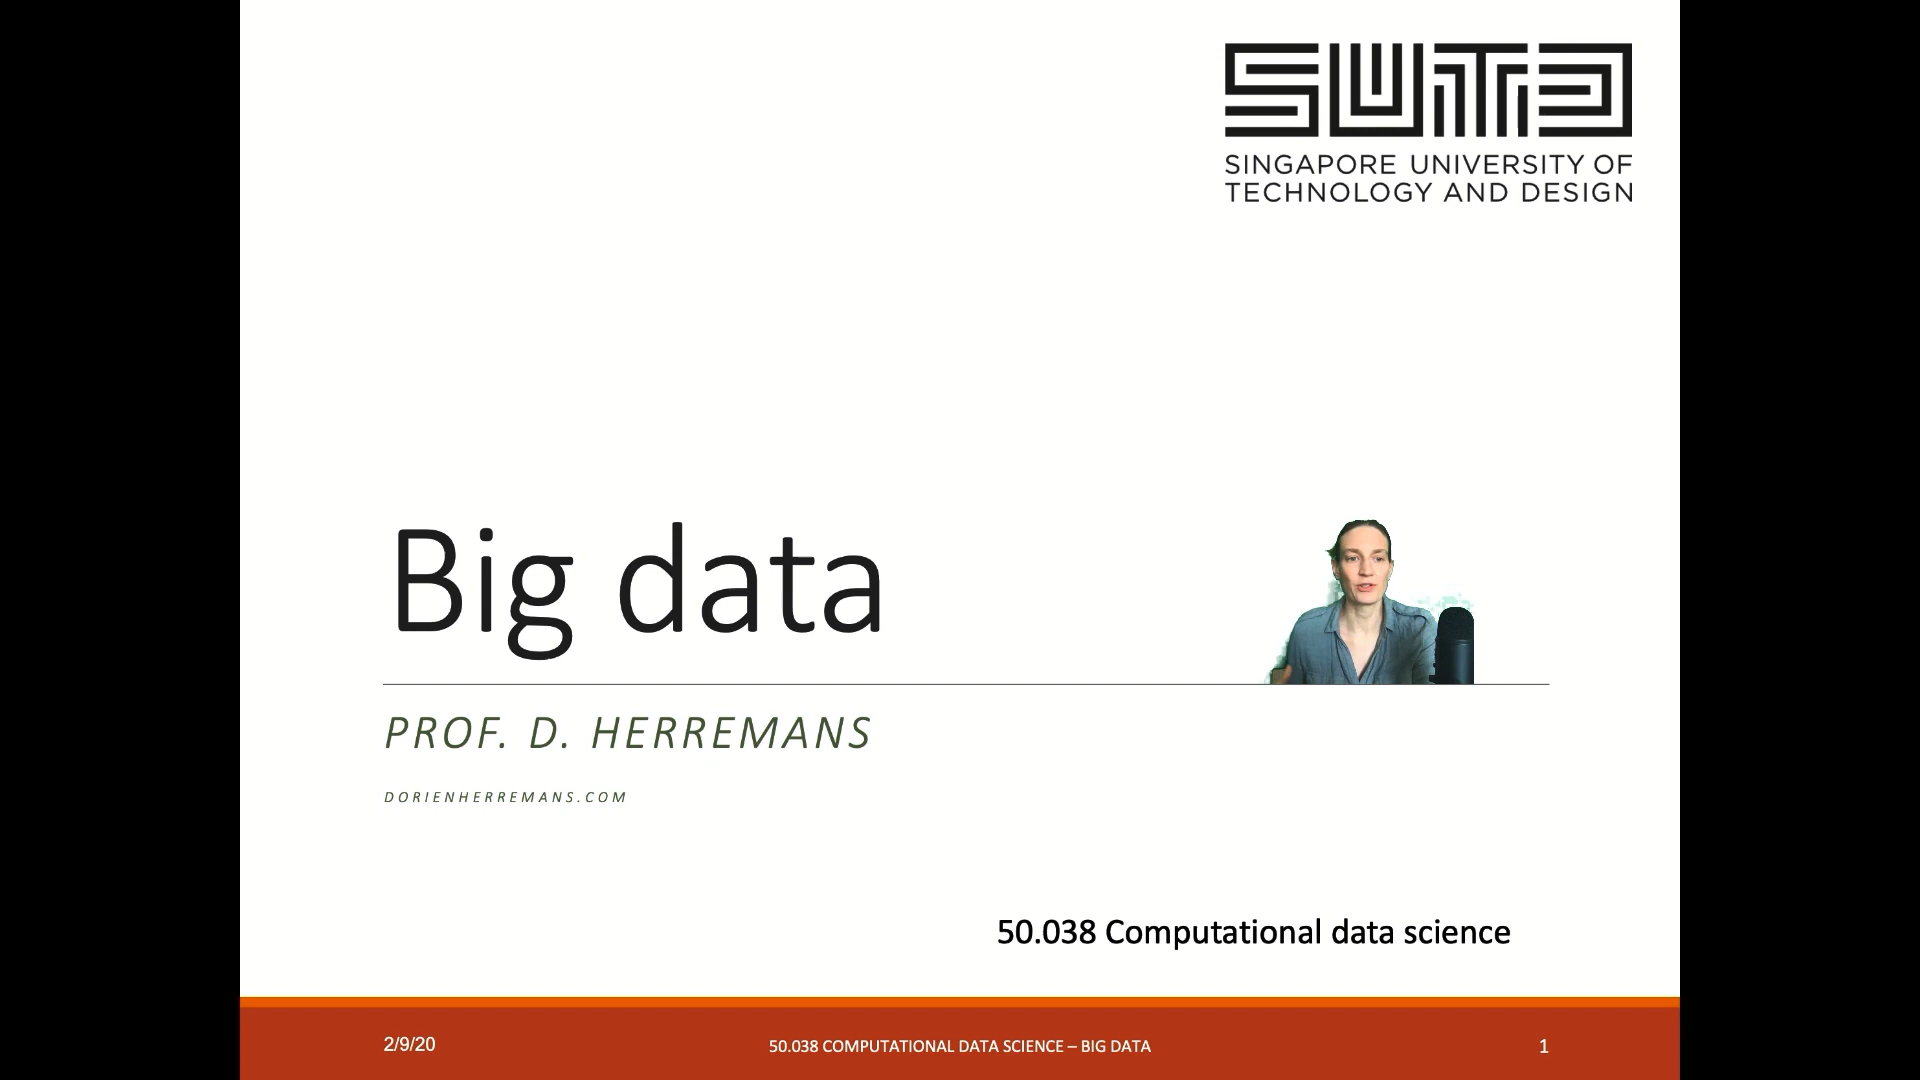 SUTD
SINGAPORE UNIVERSITY OF
TECHNOLOGY AND DESIGN
Big data
PROF. D. HERREMANS
DORIENHERREMANS.COM
50.038 Computational data science
2/9/20
50.038 COMPUTATIONAL DATA SCIENCE – BIG DATA
1